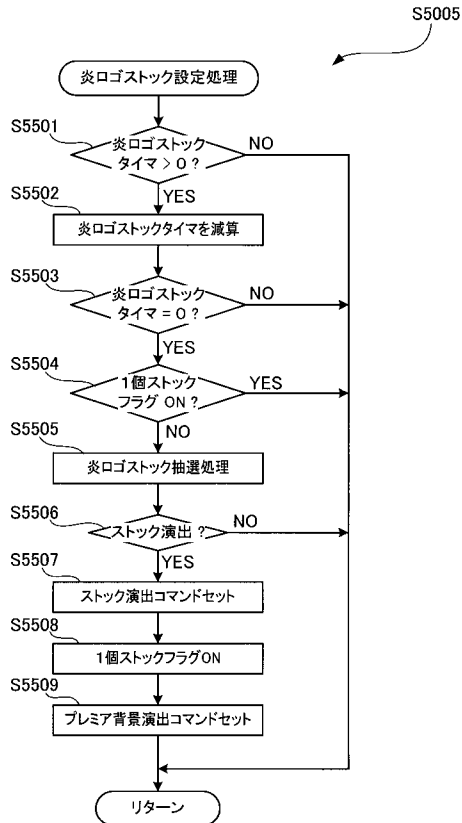 S5005
炎ロゴストック設定処理
S5501
炎ロゴストック
タイマ > 0 ?
NO
YES
S5502
炎ロゴストックタイマを減算
S5503
炎ロゴストック
タイマ = 0 ?
NO
YES
S5504
1個ストック
フラグ ON ?
YES
NO
S5505
炎ロゴストック抽選処理
S5506
ストック演出 ?
NO
YES
S5507
ストック演出コマンドセット
S5508
1個ストックフラグON
S5509
プレミア背景演出コマンドセット
リターン